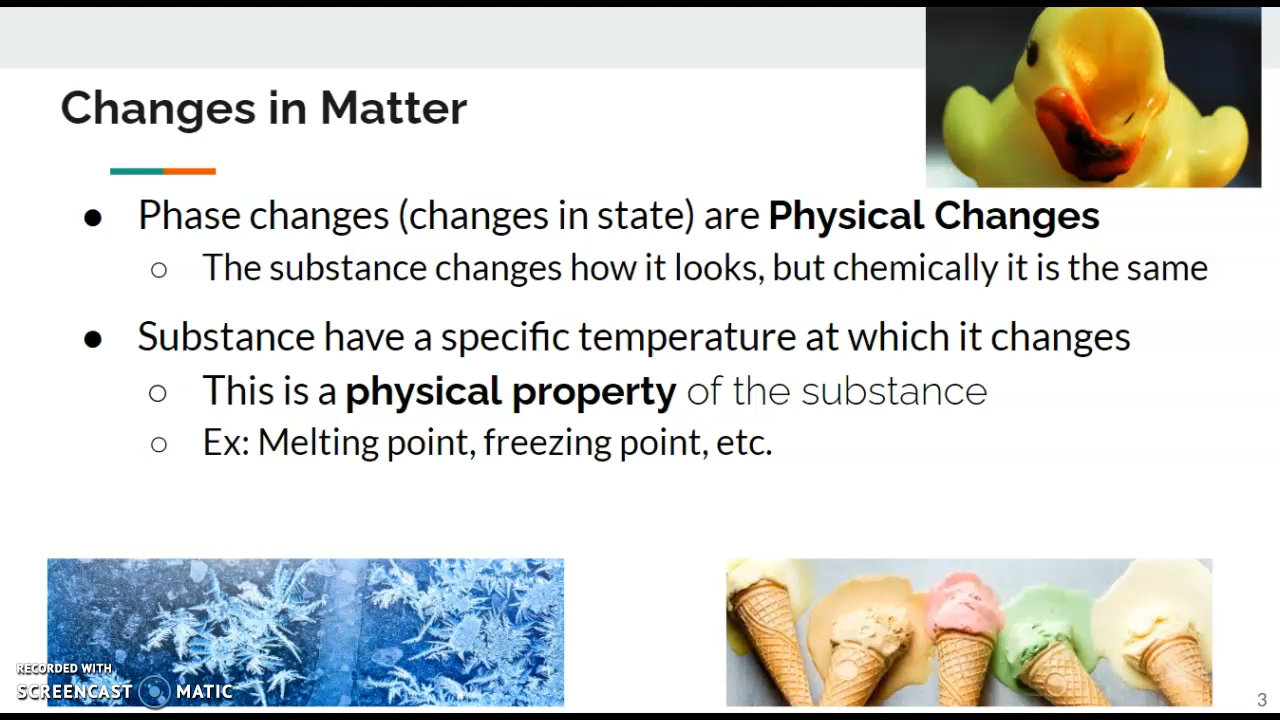 Changes in Matter
● Phase changes (changes in state) are Physical Changes
○ The substance changes how it looks, but chemically it is the same
● Substance have a specific temperature at which it changes
○ This is a physical property of the substance
○ Ex: Melting point, freezing point, etc.
RECORDED WITH
SCREENCAST MATIC
3